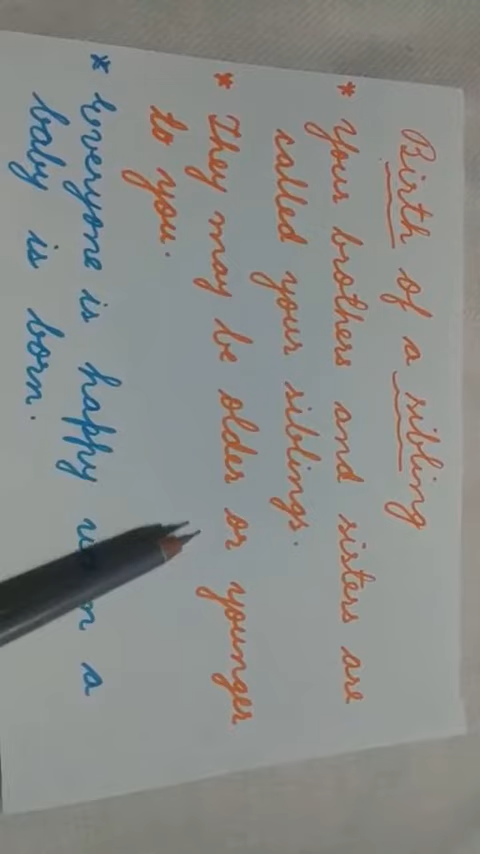 Birth of a sibling
* Your brothers and sisters are
called your siblings.
* They may be older or younger
to you.
* Everyone is happy a
baby is born.